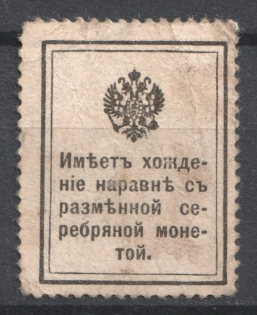 Имѣетъ хожде-
ніе наравнѣ съ
размѣнной се-
ребряной моне-
той.